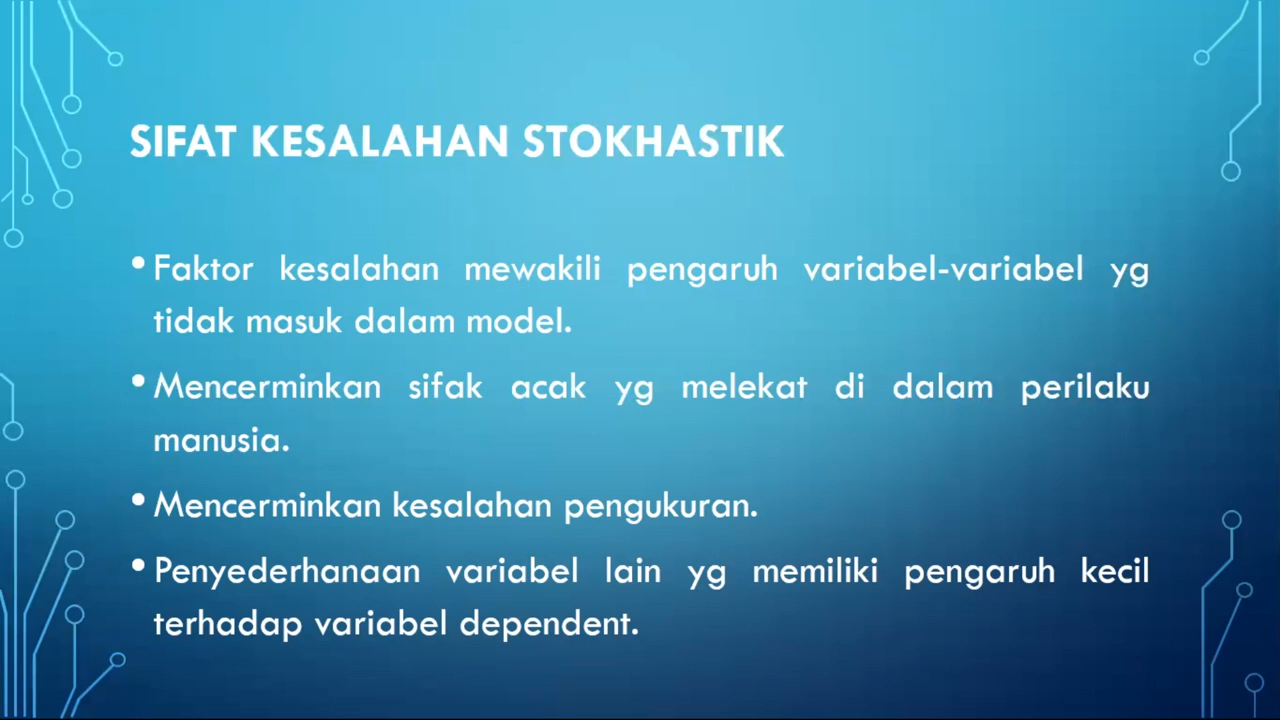 SIFAT KESALAHAN STOKHASTIK
• Faktor kesalahan mewakili pengaruh variabel-variabel yg
tidak masuk dalam model.
• Mencerminkan sifak acak yg melekat di dalam perilaku
manusia.
• Mencerminkan kesalahan pengukuran.
• Penyederhanaan variabel lain yg memiliki pengaruh kecil
terhadap variabel dependent.